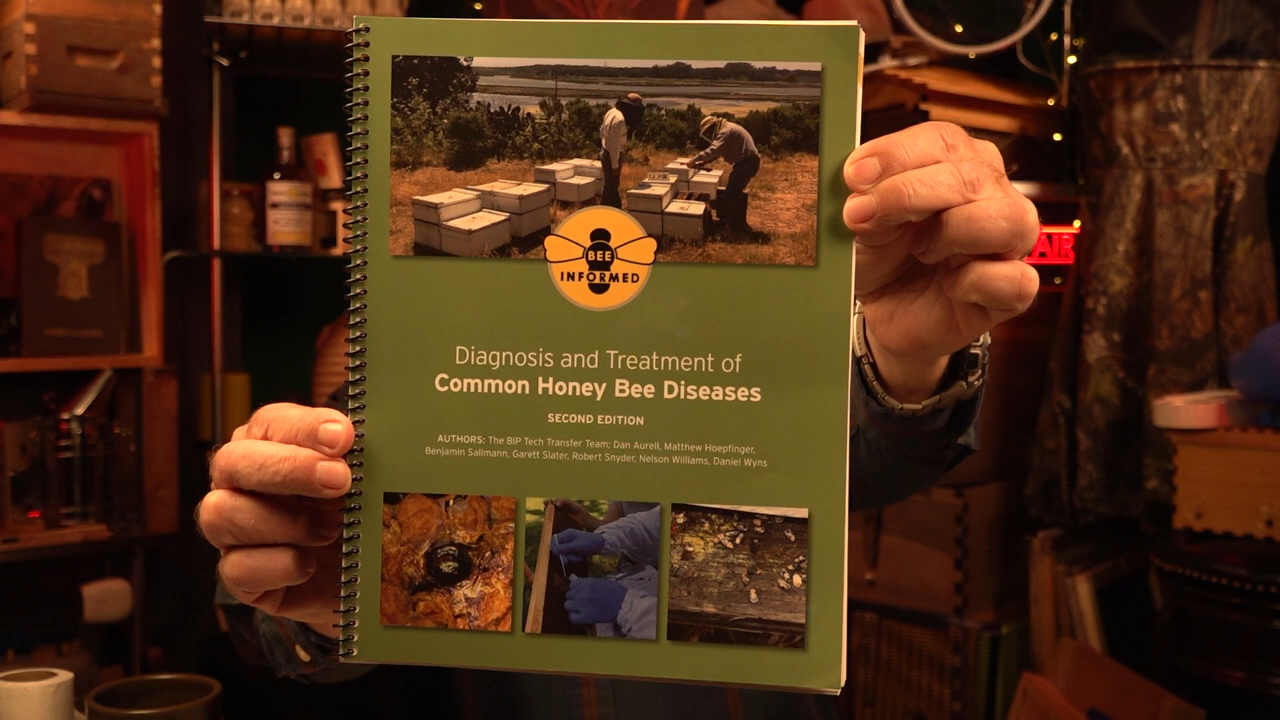 BEE
INFORMED
Diagnosis and Treatment of
Common Honey Bee Diseases
SECOND EDITION
AUTHORS: The BIP Tech Transfer Team; Dan Aurell, Matthew Hoepfinger,
Benjamin Sallmann, Garett Slater, Robert Snyder, Nelson Williams, Daniel Wyns
AIR